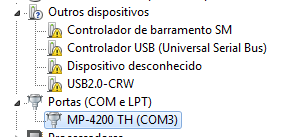 Outros dispositivos
Controlador de barramento SM
Controlador USB (Universal Serial Bus)
Dispositivo desconhecido
USB2.0-CRW
Portas (COM e LPT)
MP-4200 TH (COM3)